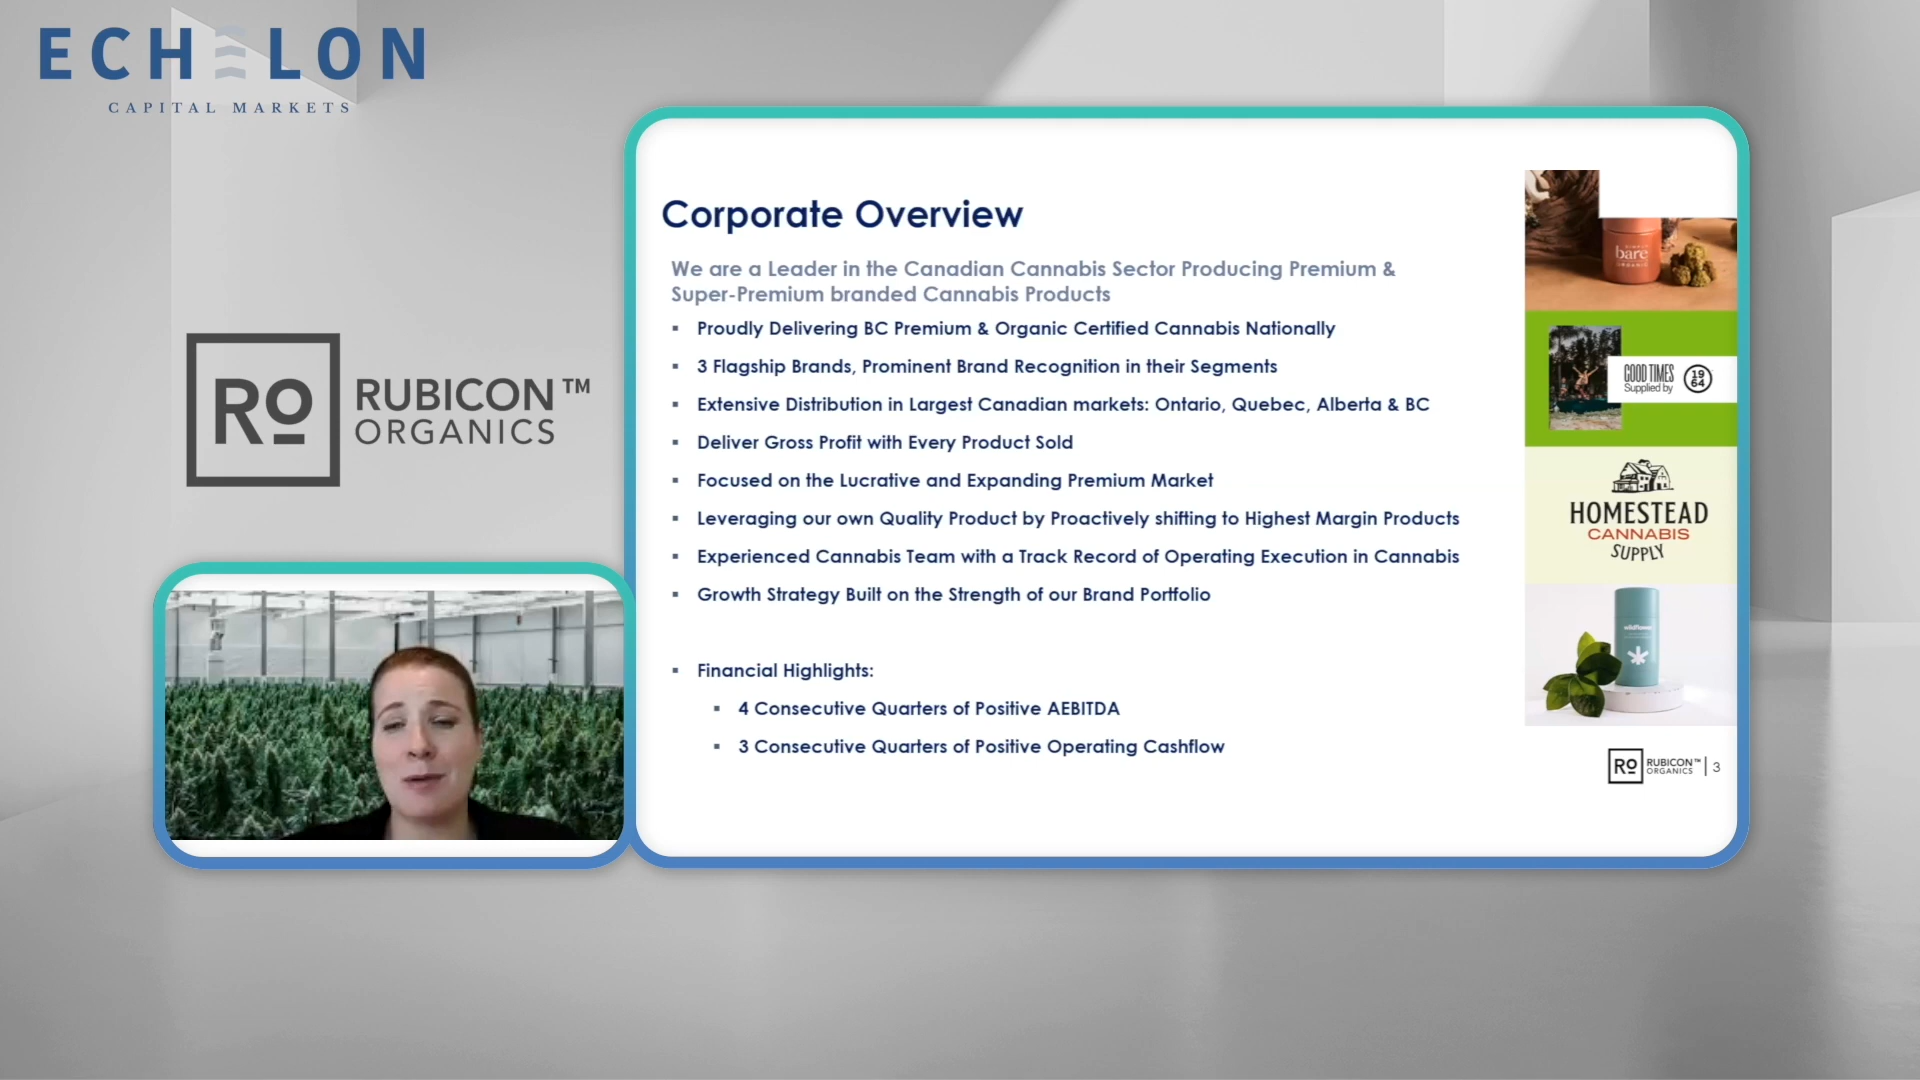 ECHELON
CAPITAL MARKETS
RO
RUBICON™
ORGANICS
Corporate Overview
We are a Leader in the Canadian Cannabis Sector Producing Premium &
Super-Premium branded Cannabis Products
▪ Proudly Delivering BC Premium & Organic Certified Cannabis Nationally
▪ 3 Flagship Brands, Prominent Brand Recognition in their Segments
▪ Extensive Distribution in Largest Canadian markets: Ontario, Quebec, Alberta & BC
▪ Deliver Gross Profit with Every Product Sold
▪ Focused on the Lucrative and Expanding Premium Market
▪ Leveraging our own Quality Product by Proactively shifting to Highest Margin Products
▪ Experienced Cannabis Team with a Track Record of Operating Execution in Cannabis
▪ Growth Strategy Built on the Strength of our Brand Portfolio
▪ Financial Highlights:
▪ 4 Consecutive Quarters of Positive AEBITDA
▪ 3 Consecutive Quarters of Positive Operating Cashflow
SIMPLY
bare
ORGANIC
GOOD TIMES
Supplied by
19
64
HOMESTEAD
CANNABIS
SUPPLY
wildflower
RO
RUBICON™
ORGANICS
3